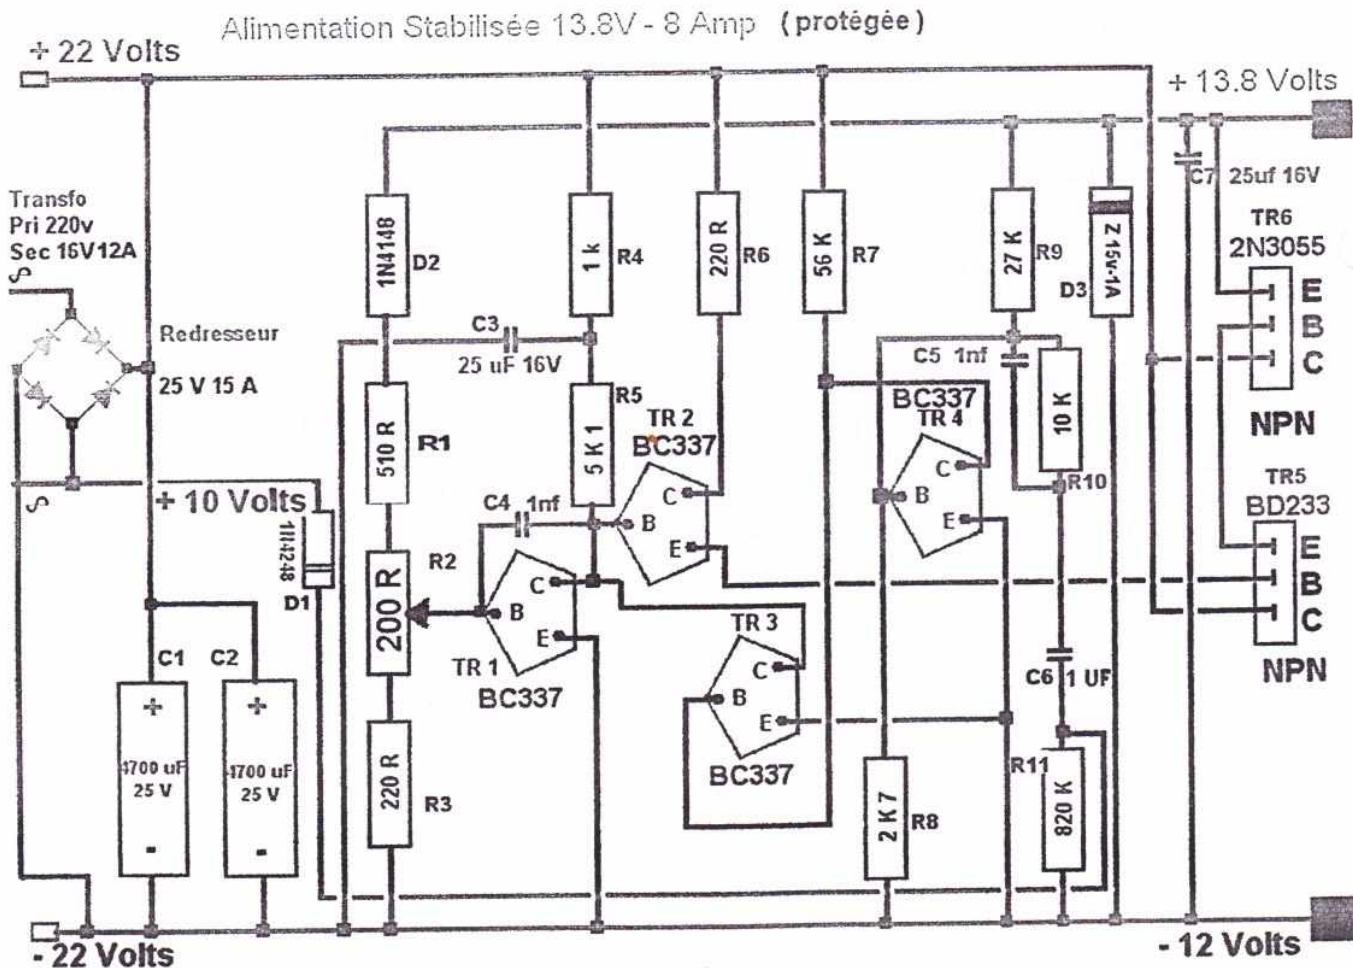 Alimentation Stabilisée 13.8V - 8 Amp (protégée)
+ 22 Volts
+ 13.8 Volts
C7 25uf 16V
Transfo
Pri 220v
Sec 16V12A
1N4148
D2
1 k
R4
220 R
R6
56 K
R7
27 K
R9
Z 15v-1A
D3
TR6
2N3055
E
B
C
NPN
Redresseur
25 V 15 A
C3
25 uF 16V
C5 1nf
BC337
TR 4
C
B
E
10 K
R10
510 R
R1
R5
5 K 1
TR 2
BC337
C
B
E
TR5
BD233
E
B
C
NPN
+ 10 Volts
1N4248
D1
C4 1nf
R2
200 R
C
B
E
TR 1
BC337
TR 3
C
B
E
BC337
C1
C2
+
+
4700 uF
25 V
4700 uF
25 V
-
-
220 R
R3
C6 1 UF
2 K 7
R8
R11
820 K
- 22 Volts
- 12 Volts